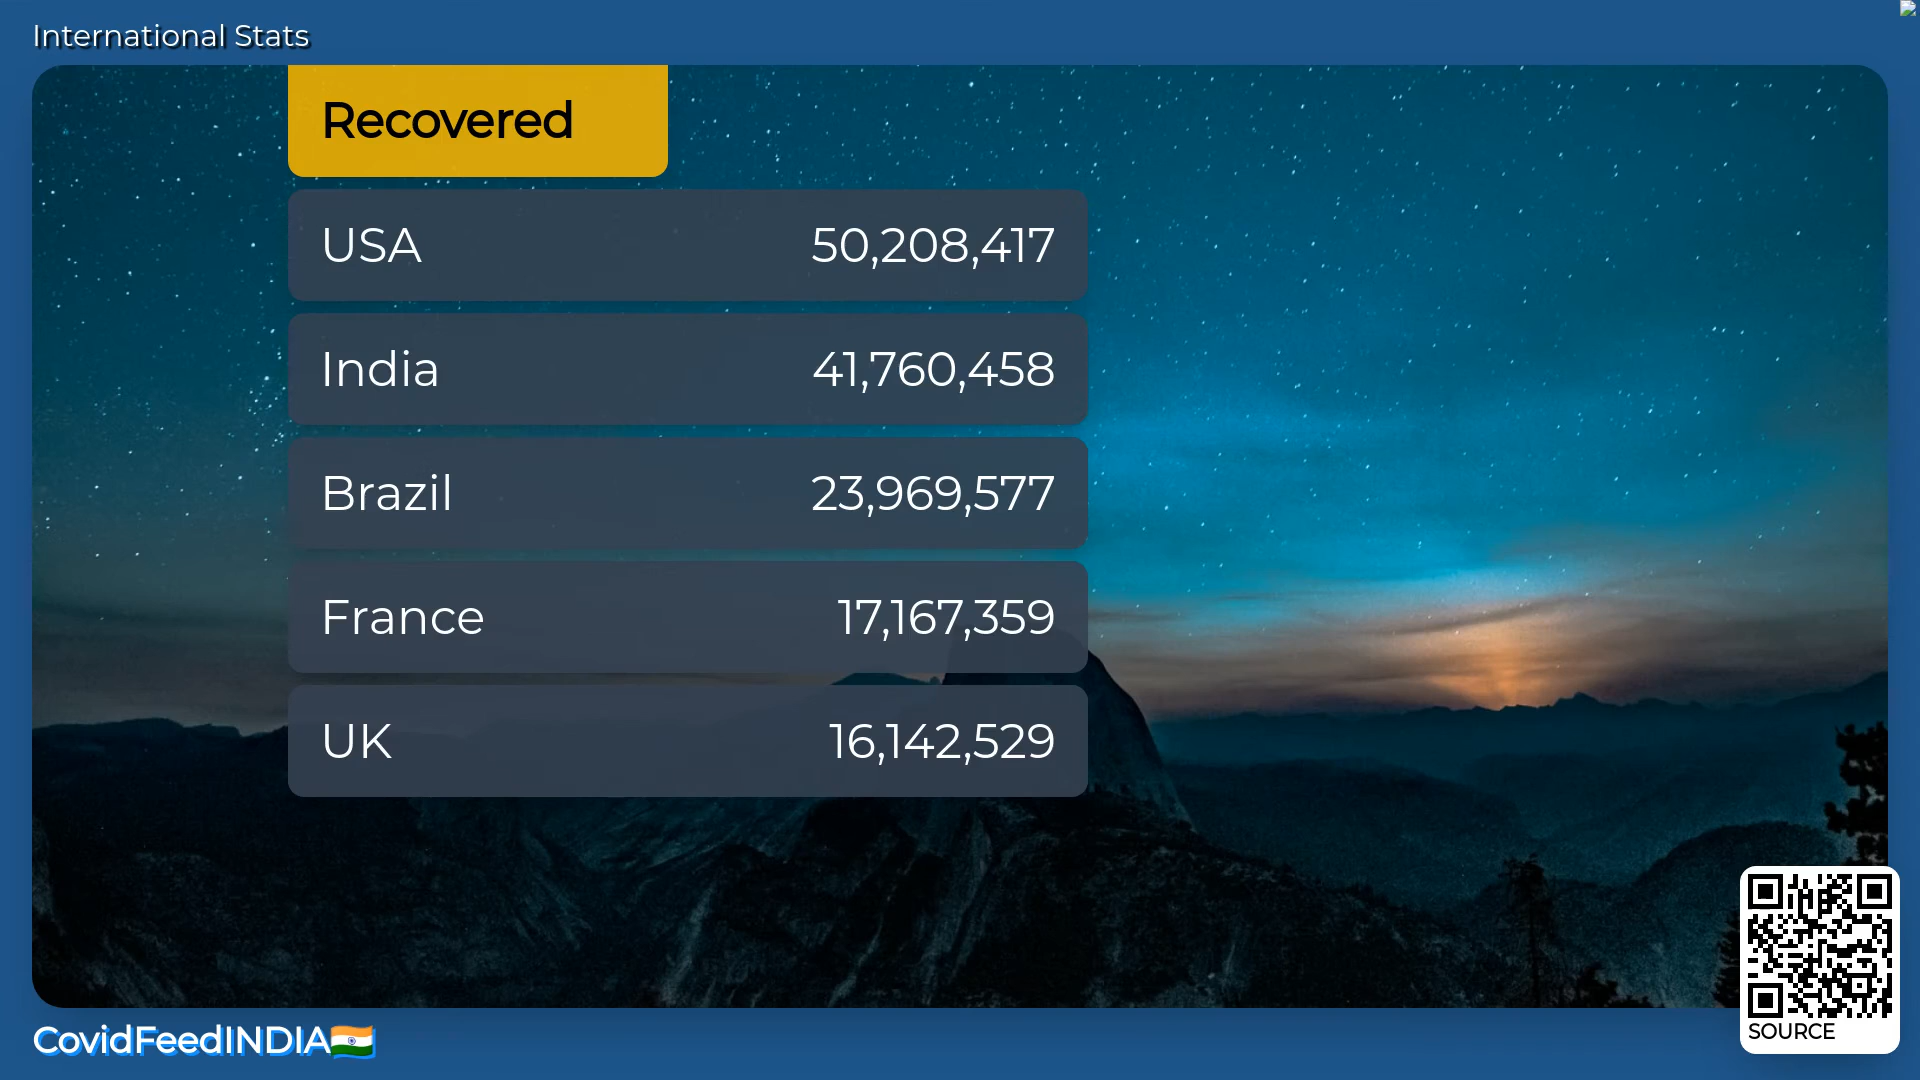 International Stats
Recovered
USA 50,208,417
India 41,760,458
Brazil 23,969,577
France 17,167,359
UK 16,142,529
CovidFeedINDIA🇮🇳
SOURCE